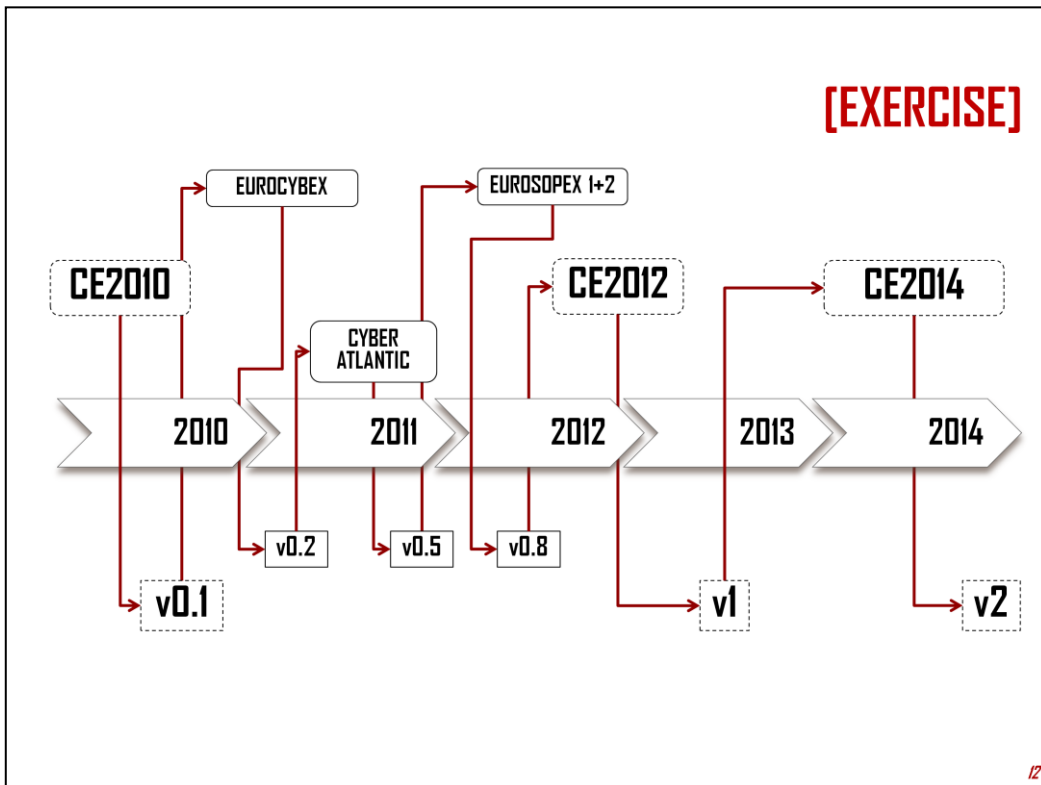 [EXERCISE]
EUROCYBEX
EUROSOPEX 1+2
CE2010
CE2012
CE2014
CYBER
ATLANTIC
2010
2011
2012
2013
2014
v0.2
v0.5
v0.8
v0.1
v1
v2
12